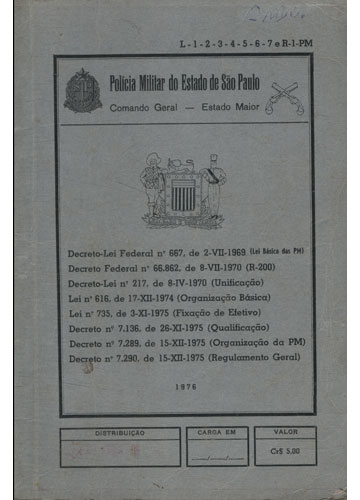 L-1-2-3-4-5-6-7 e R-1-PM
Polícia Militar do Estado de São Paulo
Comando Geral — Estado Maior
Decreto-Lei Federal nº 667, de 2-VII-1969 (Lei Básica das PM)
Decreto Federal nº 66.862, de 8-VII-1970 (R-200)
Decreto-Lei nº 217, de 8-IV-1970 (Unificação)
Lei nº 616, de 17-XII-1974 (Organização Básica)
Lei nº 735, de 3-XI-1975 (Fixação de Efetivo)
Decreto nº 7.136, de 26-XI-1975 (Qualificação)
Decreto nº 7.289, de 15-XII-1975 (Organização da PM)
Decreto nº 7.290, de 15-XII-1975 (Regulamento Geral)
1976
DISTRIBUIÇÃO
CARGA EM
__/__/__
VALOR
Cr$ 5,00